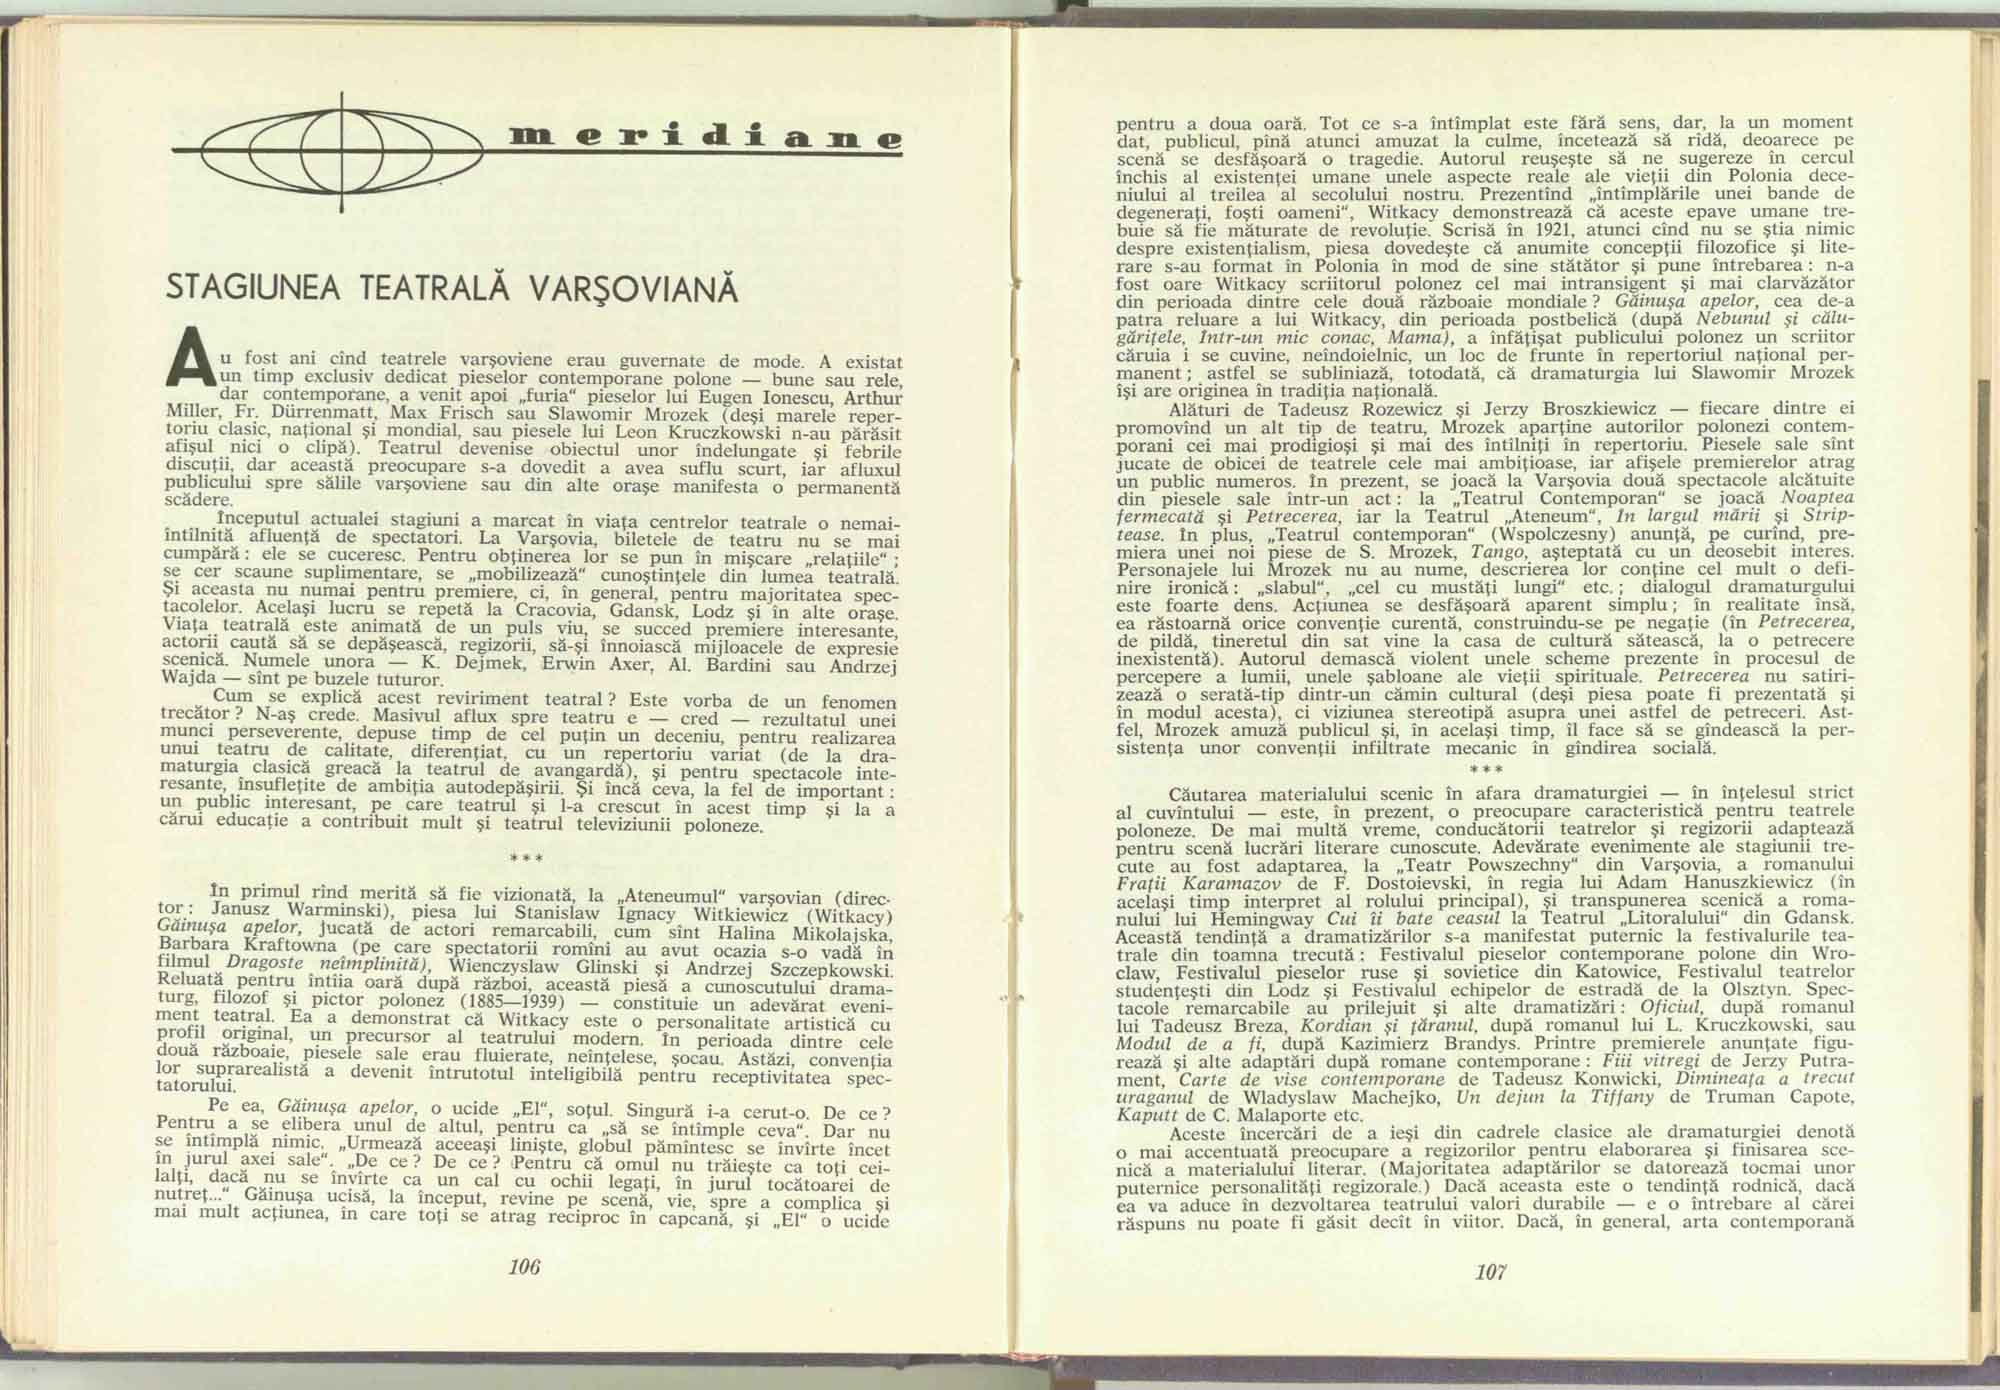 meridiane
STAGIUNEA TEATRALĂ VARŞOVIANĂ
Au fost ani cînd teatrele varşoviene erau guvernate de mode. A existat
un timp exclusiv dedicat pieselor contemporane polone — bune sau rele,
dar contemporane, a venit apoi „furia" pieselor lui Eugen Ionescu, Arthur
Miller, Fr. Dürrenmatt, Max Frisch sau Slawomir Mrozek (deşi marele reper-
toriu clasic, naţional şi mondial, sau piesele lui Leon Kruczkowski n-au părăsit
afişul nici o clipă). Teatrul devenise obiectul unor îndelungate şi febrile
discuţii, dar această preocupare s-a dovedit a avea suflu scurt, iar afluxul
publicului spre sălile varşoviene sau din alte oraşe manifesta o permanentă
scădere.
Începutul actualei stagiuni a marcat în viaţa centrelor teatrale o nemai-
întîlnită afluenţă de spectatori. La Varşovia, biletele de teatru nu se mai
cumpără : ele se cuceresc. Pentru obţinerea lor se pun în mişcare „relaţiile" ;
se cer scaune suplimentare, se „mobilizează" cunoştinţele din lumea teatrală.
Şi aceasta nu numai pentru premiere, ci, în general, pentru majoritatea spec-
tacolelor. Acelaşi lucru se repetă la Cracovia, Gdansk, Lodz şi în alte oraşe.
Viaţa teatrală este animată de un puls viu, se succed premiere interesante,
actorii caută să se depăşească, regizorii, să-şi înnoiască mijloacele de expresie
scenică. Numele unora — K. Dejmek, Erwin Axer, Al. Bardini sau Andrzej
Wajda — sînt pe buzele tuturor.
Cum se explică acest reviriment teatral ? Este vorba de un fenomen
trecător ? N-aş crede. Masivul aflux spre teatru e — cred — rezultatul unei
munci perseverente, depuse timp de cel puţin un deceniu, pentru realizarea
unui teatru de calitate, diferenţiat, cu un repertoriu variat (de la dra-
maturgia clasică greacă la teatrul de avangardă), şi pentru spectacole inte-
resante, însufleţite de ambiţia autodepăşirii. Şi încă ceva, la fel de important :
un public interesant, pe care teatrul şi l-a crescut în acest timp şi la a
cărui educaţie a contribuit mult şi teatrul televiziunii poloneze.
***
În primul rînd merită să fie vizionată, la „Ateneumul" varşovian (direc-
tor : Janusz Warminski), piesa lui Stanislaw Ignacy Witkiewicz (Witkacy)
Găinuşa apelor, jucată de actori remarcabili, cum sînt Halina Mikolajska,
Barbara Kraftowna (pe care spectatorii romîni au avut ocazia s-o vadă în
filmul Dragoste neîmplinită), Wienczyslaw Glinski şi Andrzej Szczepkowski.
Reluată pentru întîia oară după război, această piesă a cunoscutului drama-
turg, filozof şi pictor polonez (1885—1939) — constituie un adevărat eveni-
ment teatral. Ea a demonstrat că Witkacy este o personalitate artistică cu
profil original, un precursor al teatrului modern. În perioada dintre cele
două războaie, piesele sale erau fluierate, neînţelese, şocau. Astăzi, convenţia
lor suprarealistă a devenit întrutotul inteligibilă pentru receptivitatea spec-
tatorului.
Pe ea, Găinuşa apelor, o ucide „El", soţul. Singură i-a cerut-o. De ce ?
Pentru a se elibera unul de altul, pentru ca „să se întîmple ceva". Dar nu
se întîmplă nimic. „Urmează aceeaşi linişte, globul pămîntesc se învîrte încet
în jurul axei sale". „De ce ? De ce ? Pentru că omul nu trăieşte ca toţi cei-
lalţi, dacă nu se învîrte ca un cal cu ochii legaţi, în jurul tocătoarei de
nutreţ..." Găinuşa ucisă, la început, revine pe scenă, vie, spre a complica şi
mai mult acţiunea, în care toţi se atrag reciproc în capcană, şi „El" o ucide
106
pentru a doua oară. Tot ce s-a întîmplat este fără sens, dar, la un moment
dat, publicul, pînă atunci amuzat la culme, încetează să rîdă, deoarece pe
scenă se desfăşoară o tragedie. Autorul reuşeşte să ne sugereze în cercul
închis al existenţei umane unele aspecte reale ale vieţii din Polonia dece-
niului al treilea al secolului nostru. Prezentînd „întîmplările unei bande de
degeneraţi, foşti oameni", Witkacy demonstrează că aceste epave umane tre-
buie să fie măturate de revoluţie. Scrisă în 1921, atunci cînd nu se ştia nimic
despre existenţialism, piesa dovedeşte că anumite concepţii filozofice şi lite-
rare s-au format în Polonia în mod de sine stătător şi pune întrebarea : n-a
fost oare Witkacy scriitorul polonez cel mai intransigent şi mai clarvăzător
din perioada dintre cele două războaie mondiale ? Găinuşa apelor, cea de-a
patra reluare a lui Witkacy, din perioada postbelică (după Nebunul şi călu-
găriţele, Într-un mic conac, Mama), a înfăţişat publicului polonez un scriitor
căruia i se cuvine, neîndoielnic, un loc de frunte în repertoriul naţional per-
manent ; astfel se subliniază, totodată, că dramaturgia lui Slawomir Mrozek
îşi are originea în tradiţia naţională.
Alături de Tadeusz Rozewicz şi Jerzy Broszkiewicz — fiecare dintre ei
promovînd un alt tip de teatru, Mrozek aparţine autorilor polonezi contem-
porani cei mai prodigioşi şi mai des întîlniţi în repertoriu. Piesele sale sînt
jucate de obicei de teatrele cele mai ambiţioase, iar afişele premierelor atrag
un public numeros. În prezent, se joacă la Varşovia două spectacole alcătuite
din piesele sale într-un act : la „Teatrul Contemporan" se joacă Noaptea
fermecată şi Petrecerea, iar la Teatrul „Ateneum", În largul mării şi Strip-
tease. În plus, „Teatrul contemporan" (Wspolczesny) anunţă, pe curînd, pre-
miera unei noi piese de S. Mrozek, Tango, aşteptată cu un deosebit interes.
Personajele lui Mrozek nu au nume, descrierea lor conţine cel mult o defi-
nire ironică : „slabul", „cel cu mustăţi lungi" etc. ; dialogul dramaturgului
este foarte dens. Acţiunea se desfăşoară aparent simplu ; în realitate însă,
ea răstoarnă orice convenţie curentă, construindu-se pe negaţie (în Petrecerea,
de pildă, tineretul din sat vine la casa de cultură sătească, la o petrecere
inexistentă). Autorul demască violent unele scheme prezente în procesul de
percepere a lumii, unele şabloane ale vieţii spirituale. Petrecerea nu satiri-
zează o serată-tip dintr-un cămin cultural (deşi piesa poate fi prezentată şi
în modul acesta), ci viziunea stereotipă asupra unei astfel de petreceri. Ast-
fel, Mrozek amuză publicul şi, în acelaşi timp, îl face să se gîndească la per-
sistenţa unor convenţii infiltrate mecanic în gîndirea socială.
***
Căutarea materialului scenic în afara dramaturgiei — în înţelesul strict
al cuvîntului — este, în prezent, o preocupare caracteristică pentru teatrele
poloneze. De mai multă vreme, conducătorii teatrelor şi regizorii adaptează
pentru scenă lucrări literare cunoscute. Adevărate evenimente ale stagiunii tre-
cute au fost adaptarea, la „Teatr Powszechny" din Varşovia, a romanului
Fraţii Karamazov de F. Dostoievski, în regia lui Adam Hanuszkiewicz (în
acelaşi timp interpret al rolului principal), şi transpunerea scenică a roma-
nului lui Hemingway Cui îi bate ceasul la Teatrul „Litoralului" din Gdansk.
Această tendinţă a dramatizărilor s-a manifestat puternic la festivalurile tea-
trale din toamna trecută : Festivalul pieselor contemporane polone din Wro-
claw, Festivalul pieselor ruse şi sovietice din Katowice, Festivalul teatrelor
studenţeşti din Lodz şi Festivalul echipelor de estradă de la Olsztyn. Spec-
tacole remarcabile au prilejuit şi alte dramatizări : Oficiul, după romanul
lui Tadeusz Breza, Kordian şi ţăranul, după romanul lui L. Kruczkowski, sau
Modul de a fi, după Kazimierz Brandys. Printre premierele anunţate figu-
rează şi alte adaptări după romane contemporane : Fiii vitregi de Jerzy Putra-
ment, Carte de vise contemporane de Tadeusz Konwicki, Dimineaţa a trecut
uraganul de Wladyslaw Machejko, Un dejun la Tiffany de Truman Capote,
Kaputt de C. Malaporte etc.
Aceste încercări de a ieşi din cadrele clasice ale dramaturgiei denotă
o mai accentuată preocupare a regizorilor pentru elaborarea şi finisarea sce-
nică a materialului literar. (Majoritatea adaptărilor se datorează tocmai unor
puternice personalităţi regizorale.) Dacă aceasta este o tendinţă rodnică, dacă
ea va aduce în dezvoltarea teatrului valori durabile — e o întrebare al cărei
răspuns nu poate fi găsit decît în viitor. Dacă, în general, arta contemporană
107